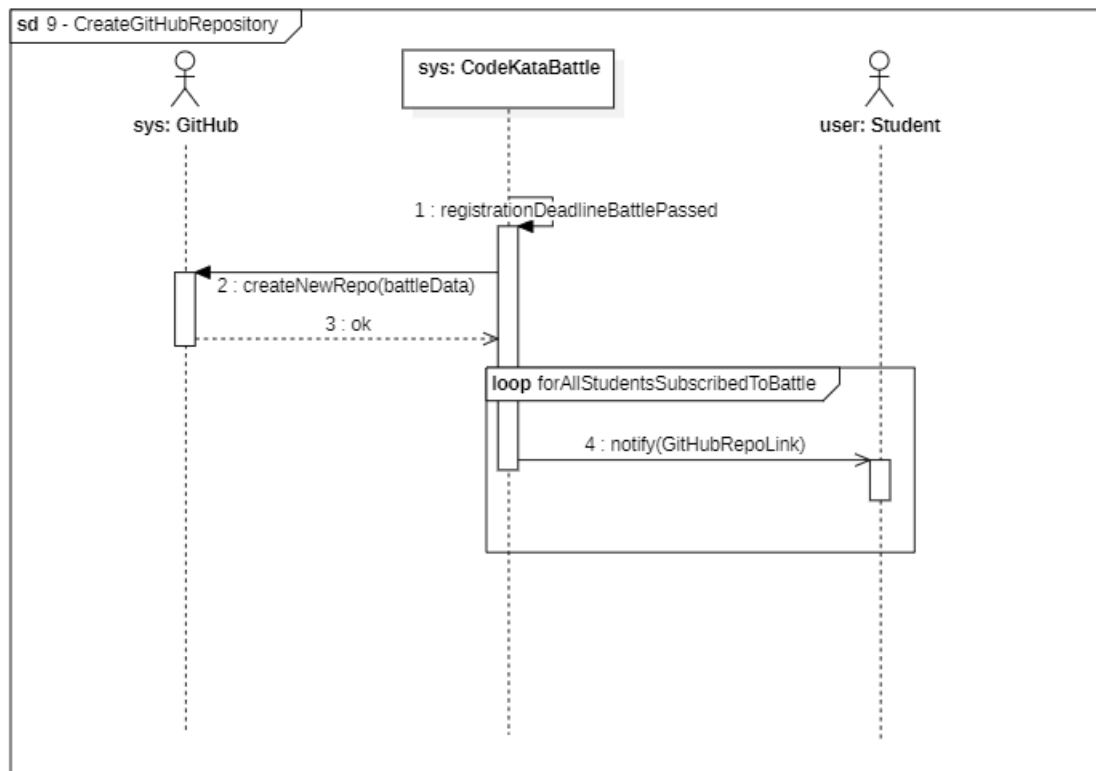 sd 9 - CreateGitHubRepository
sys: CodeKataBattle
sys: GitHub
user: Student
1 : registrationDeadlineBattlePassed
2 : createNewRepo(battleData)
3 : ok
loop forAllStudentsSubscribedToBattle
4 : notify(GitHubRepoLink)